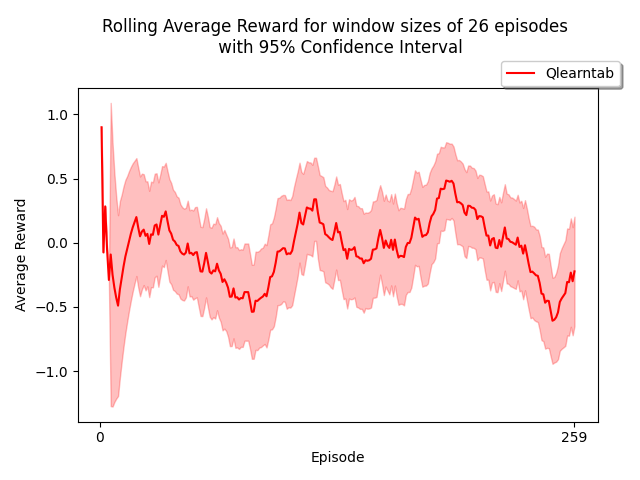 Rolling Average Reward for window sizes of 26 episodes
with 95% Confidence Interval
Qlearntab
1.0
0.5
0.0
−0.5
−1.0
Average Reward
0
259
Episode